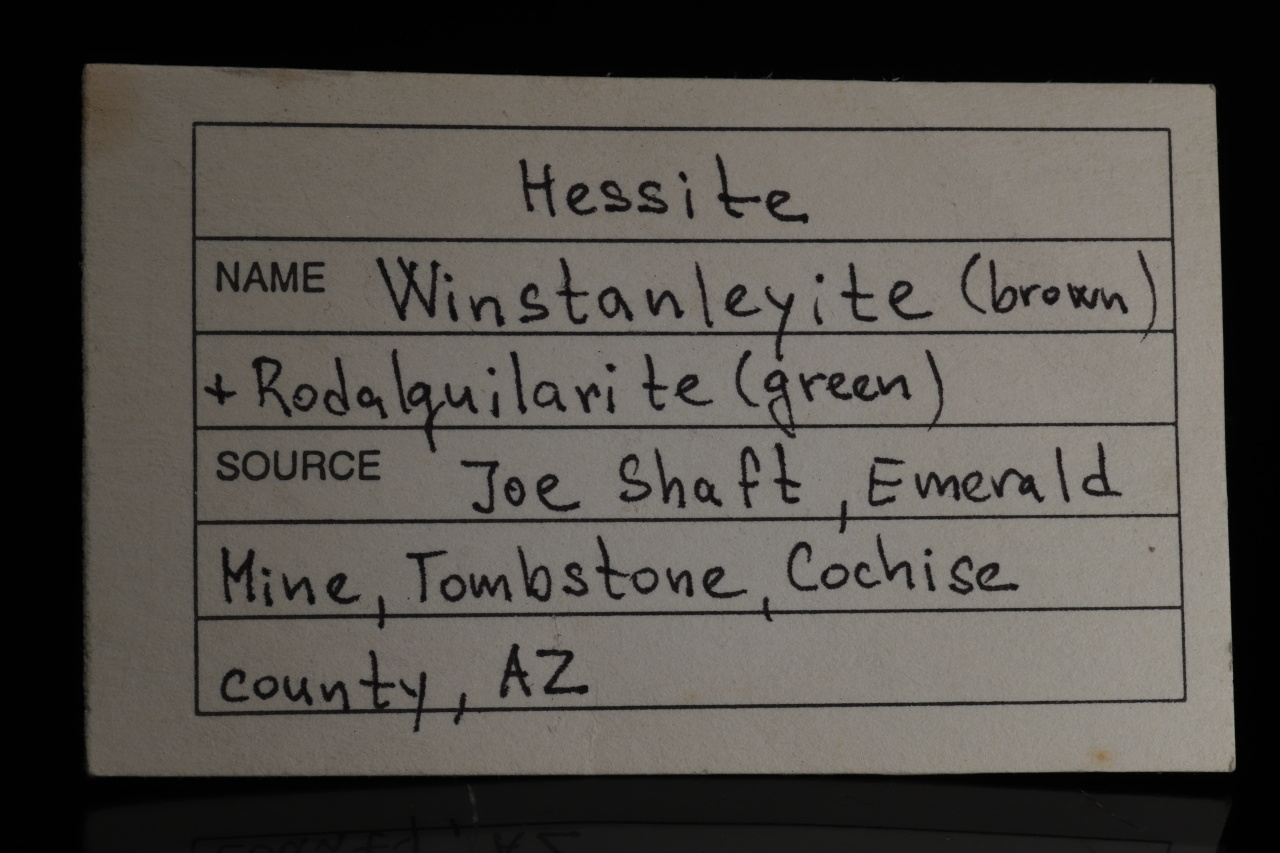 Hessite
NAME Winstanleyite (brown)
+ Rodalquilarite (green)
SOURCE Joe Shaft, Emerald
Mine, Tombstone, Cochise
county, AZ